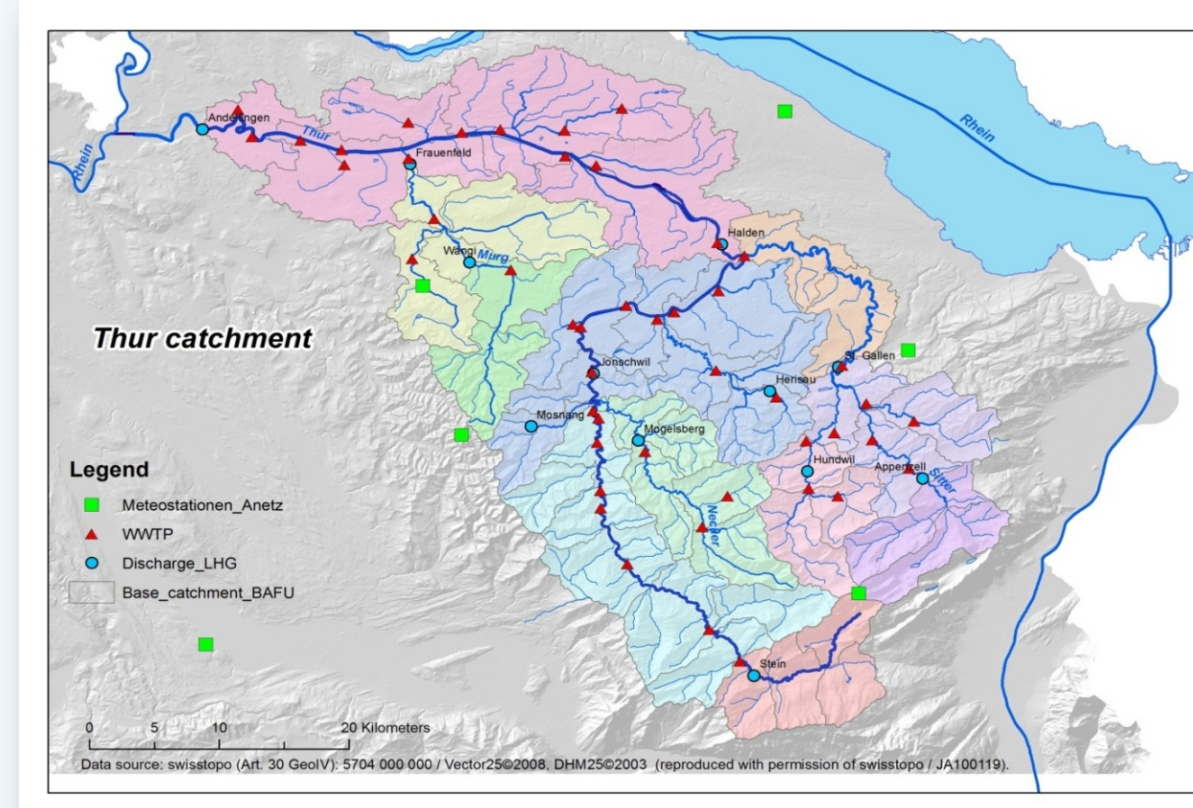 Rhein
Andelfingen
Thur
Rhein
Frauenfeld
Halden
Wängi
Murg
Thur catchment
St. Gallen
Jonschwil
Herisau
Mosnang
Mogelsberg
Hundwil
Appenzell
Sitter
Necker
Legend
Meteostationen_Anetz
WWTP
Discharge_LHG
Base_catchment_BAFU
Stein
0 5 10 20 Kilometers
Data source: swisstopo (Art. 30 GeoIV): 5704 000 000 / Vector25©2008, DHM25©2003 (reproduced with permission of swisstopo / JA100119).